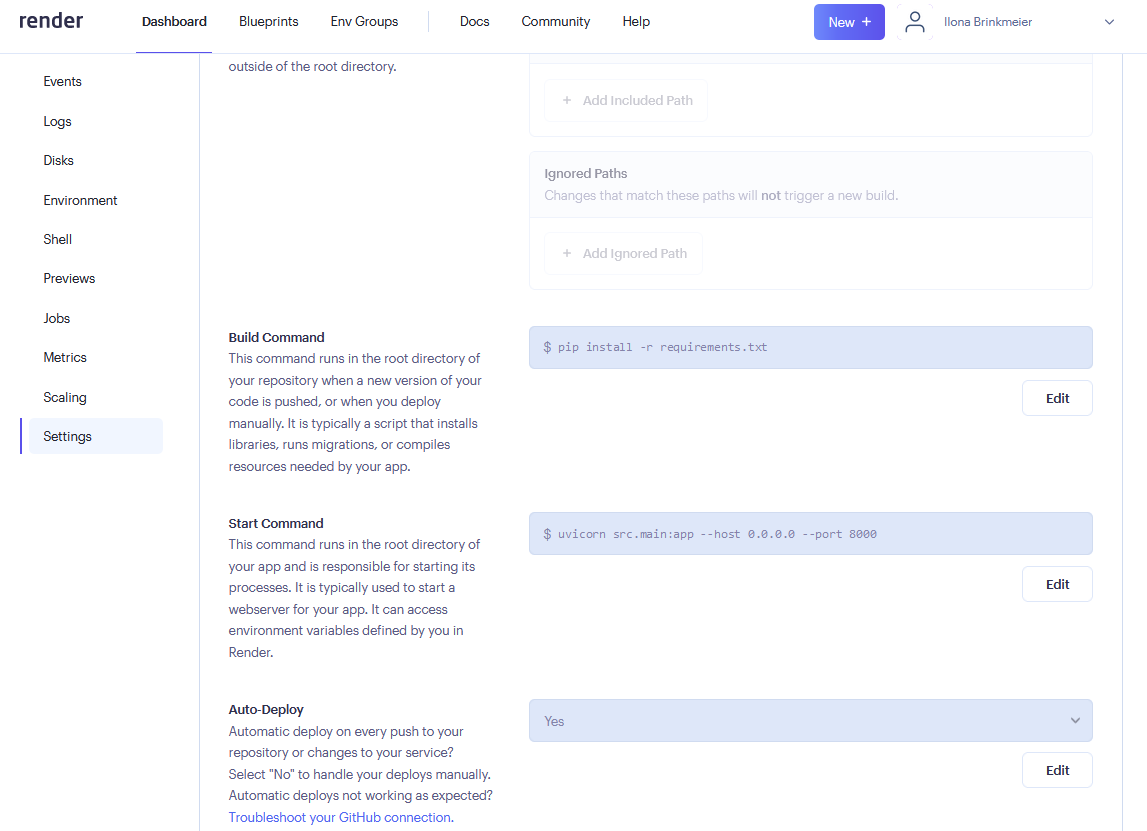 render
Dashboard Blueprints Env Groups Docs Community Help New + Ilona Brinkmeier
Events
Logs
Disks
Environment
Shell
Previews
Jobs
Metrics
Scaling
Settings
outside of the root directory.
+ Add Included Path
Ignored Paths
Changes that match these paths will not trigger a new build.
+ Add Ignored Path
Build Command
This command runs in the root directory of
your repository when a new version of your
code is pushed, or when you deploy
manually. It is typically a script that installs
libraries, runs migrations, or compiles
resources needed by your app.
$ pip install -r requirements.txt
Edit
Start Command
This command runs in the root directory of
your app and is responsible for starting its
processes. It is typically used to start a
webserver for your app. It can access
environment variables defined by you in
Render.
$ uvicorn src.main:app --host 0.0.0.0 --port 8000
Edit
Auto-Deploy
Automatic deploy on every push to your
repository or changes to your service?
Select "No" to handle your deploys manually.
Automatic deploys not working as expected?
Troubleshoot your GitHub connection.
Yes
Edit